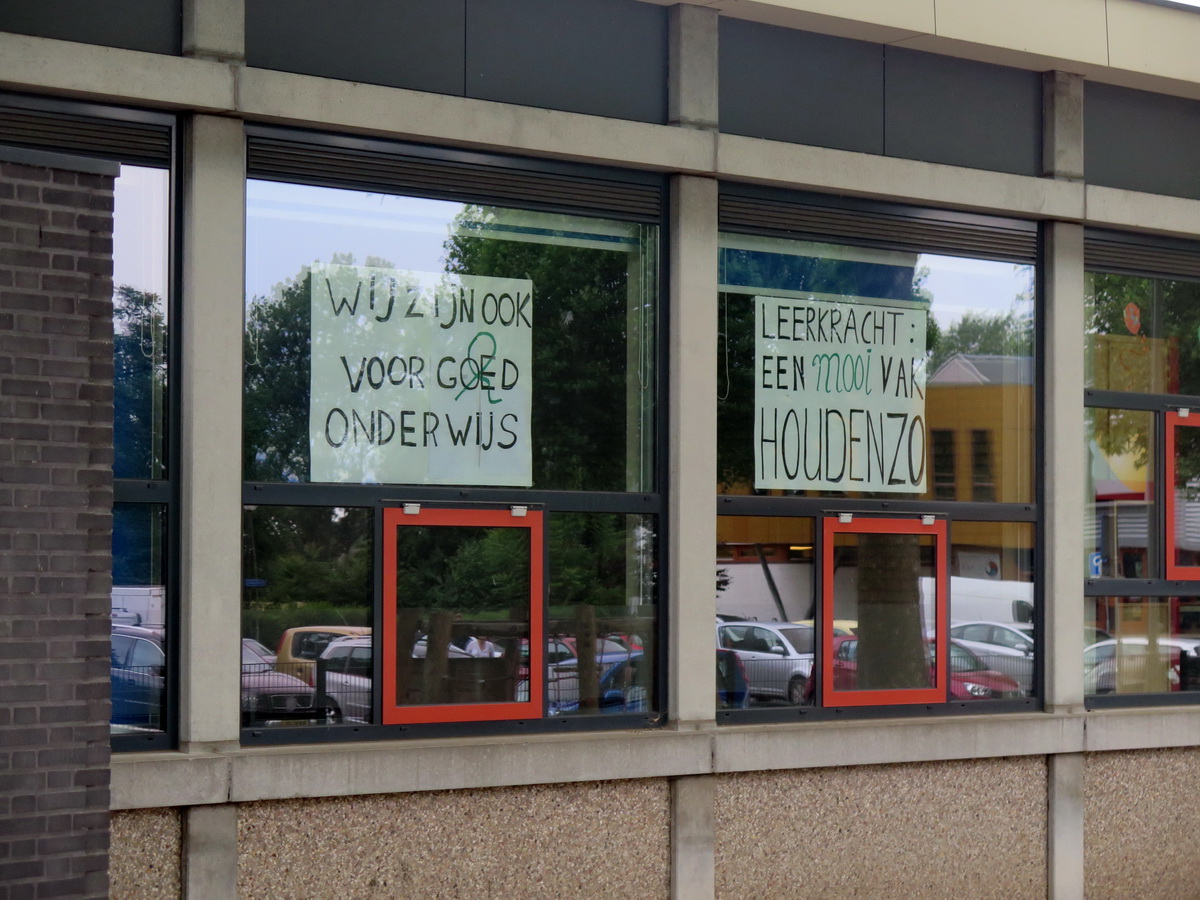 WIJ ZIJN OOK
VOOR GOED
ONDERWIJS
LEERKRACHT:
EEN mooi VAK
HOUDENZO